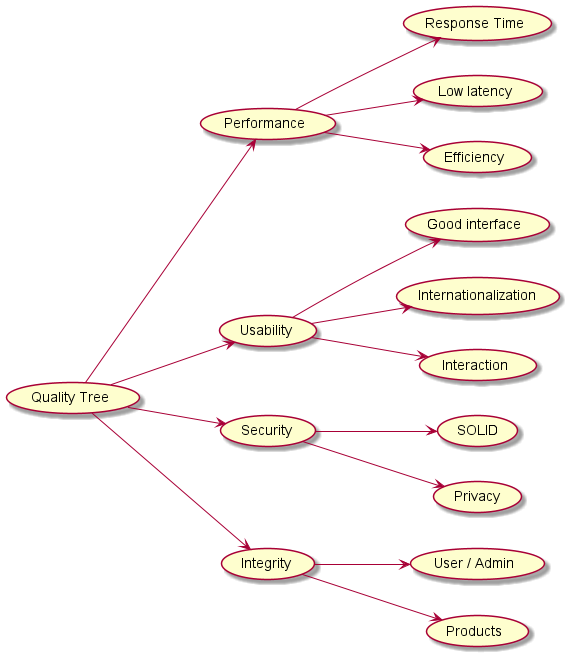 Response Time
Low latency
Performance
Efficiency
Good interface
Internationalization
Usability
Interaction
Quality Tree
Security
SOLID
Privacy
Integrity
User / Admin
Products